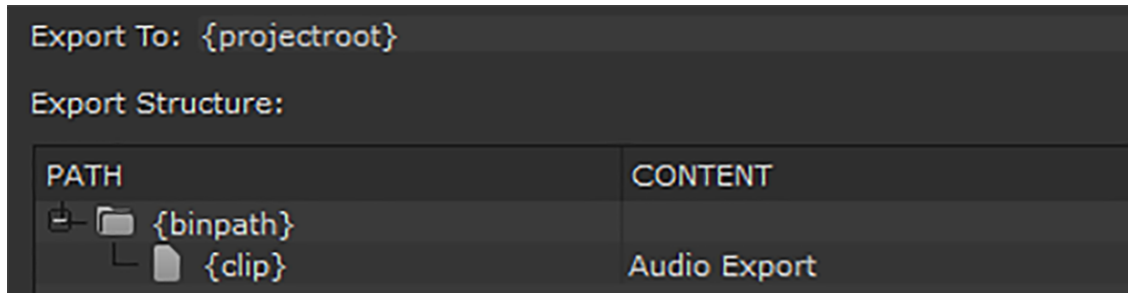 Export To: {projectroot}
Export Structure:
PATH CONTENT
{binpath}
{clip} Audio Export